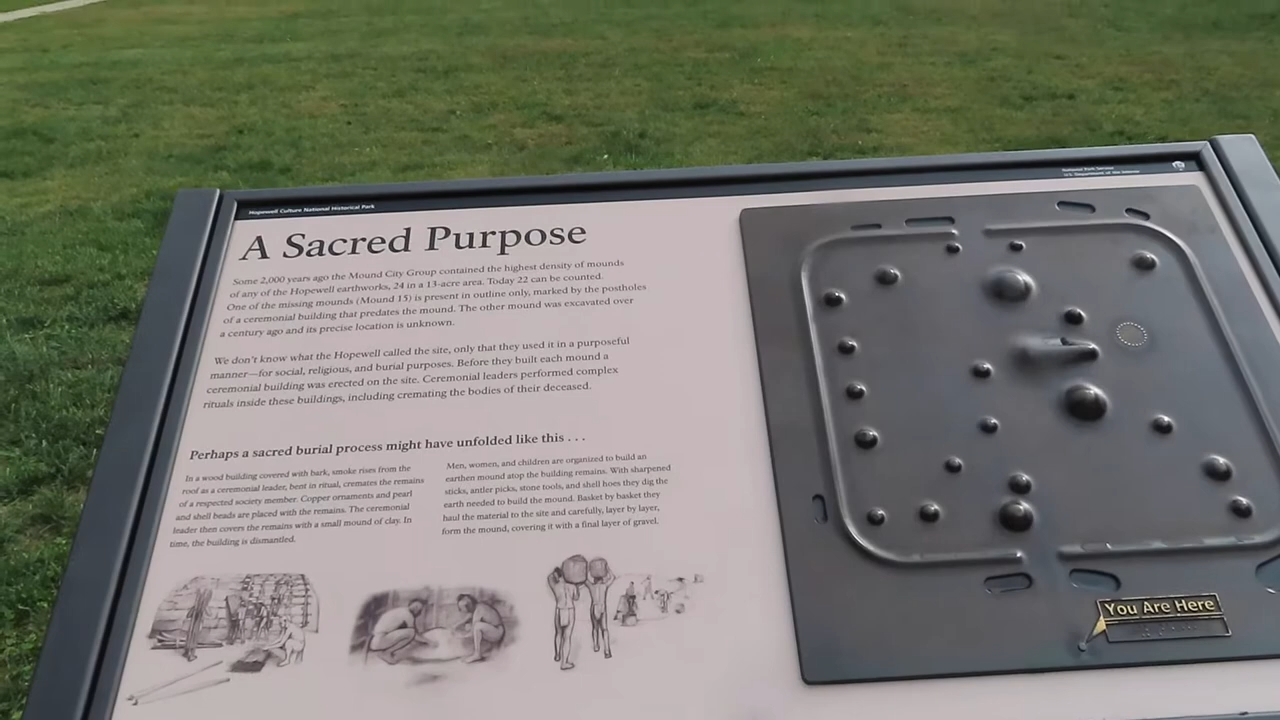 Hopewell Culture National Historical Park
National Park Service
U.S. Department of the Interior
A Sacred Purpose
Some 2,000 years ago the Mound City Group contained the highest density of mounds
of any of the Hopewell earthworks, 24 in a 13-acre area. Today 22 can be counted.
One of the missing mounds (Mound 15) is present in outline only, marked by the postholes
of a ceremonial building that predates the mound. The other mound was excavated over
a century ago and its precise location is unknown.
We don't know what the Hopewell called the site, only that they used it in a purposeful
manner—for social, religious, and burial purposes. Before they built each mound a
ceremonial building was erected on the site. Ceremonial leaders performed complex
rituals inside these buildings, including cremating the bodies of their deceased.
Perhaps a sacred burial process might have unfolded like this . . .
In a wood building covered with bark, smoke rises from the
roof as a ceremonial leader, bent in ritual, cremates the remains
of a respected society member. Copper ornaments and pearl
and shell beads are placed with the remains. The ceremonial
leader then covers the remains with a small mound of clay. In
time, the building is dismantled.
Men, women, and children are organized to build an
earthen mound atop the building remains. With sharpened
sticks, antler picks, stone tools, and shell hoes they dig the
earth needed to build the mound. Basket by basket they
haul the material to the site and carefully, layer by layer,
form the mound, covering it with a final layer of gravel.
You Are Here